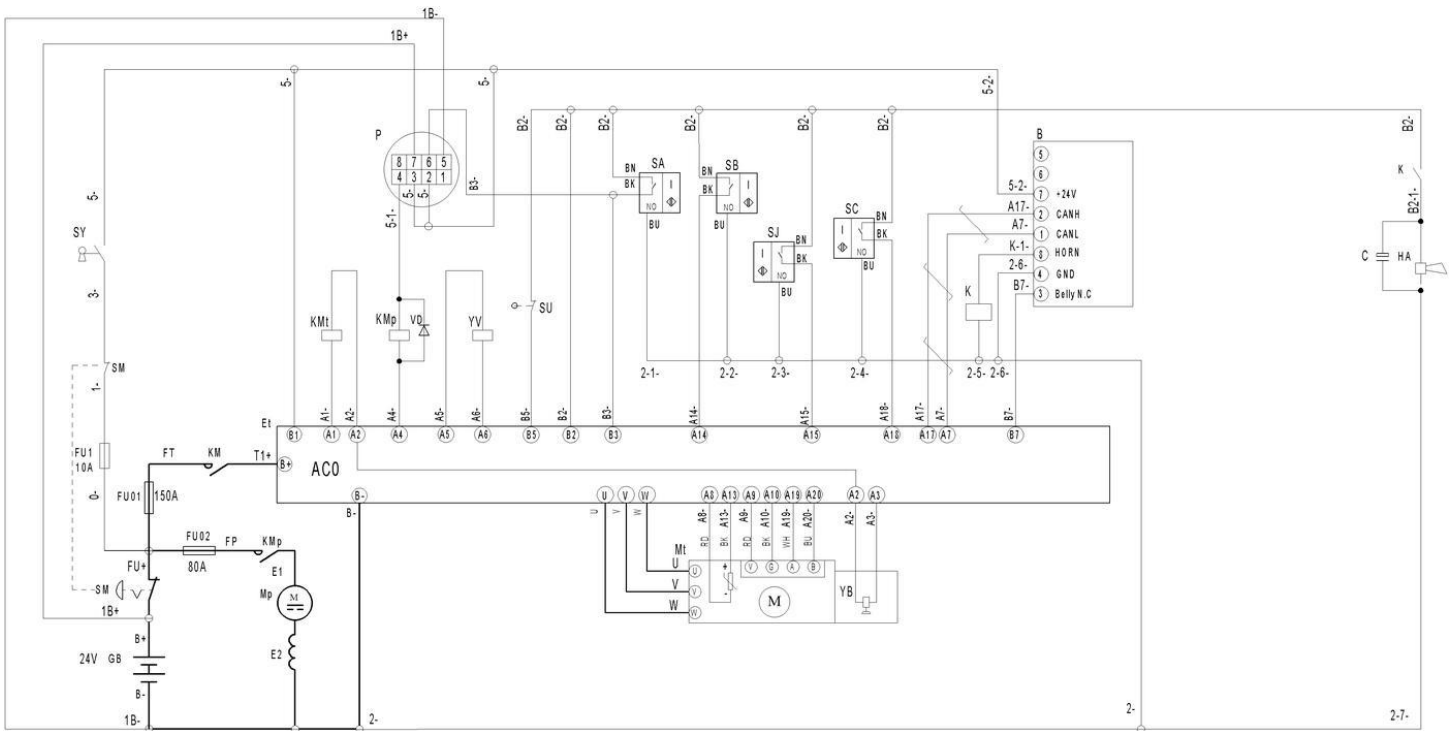 1B-
1B+
5-
5-
5-2-
P
8 7 6 5
4 3 2 1
5-
5-
5-1-
B3-
B2-
B2-
B2-
B2-
B2-
B2-
B2-
SA
BN
BK
NO
BU
SB
BN
BK
NO
BU
SJ
BN
BK
NO
BU
SC
BN
BK
NO
BU
B
5
6
5-2- 7 +24V
A17- 2 CANH
A7- 1 CANL
K-1- 8 HORN
2-6- 4 GND
B7- 3 Belly N.C
K
K
B2-1-
C HA
5-
SY
3-
SM
1-
FU1
10A
0-
KMt
KMp
VD
YV
SU
2-1- 2-2- 2-3- 2-4- 2-5- 2-6-
A1- A2- A4- A5- A6- B5- B2- B3- A14- A15- A18- A17- A7- B7-
Et
B1 A1 A2 A4 A5 A6 B5 B2 B3 A14 A15 A18 A17 A7 B7
FT KM T1+ B+ AC0
FU01 150A
B- U V W A8 A13 A9 A10 A19 A20 A2 A3
B- U V W A8- A13- A9- A10- A19- A20- A2- A3-
RD BK RD BK WH BU
FU02
80A
FP KMp
E1
FU+
SM
1B+
Mp
M
E2
Mt
U U
V V
W W
+
-
V G A B
M
YB
B+
24V GB
B-
1B-
2-
2-
2-7-